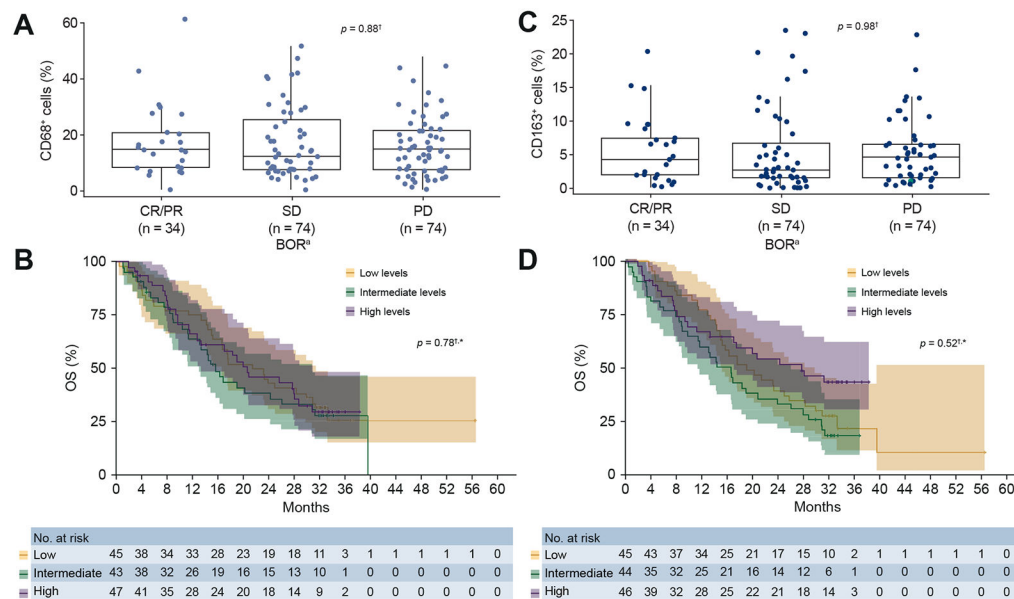 A
CD68+ cells (%)
60
40
20
0
p = 0.88†
CR/PR SD PD
(n = 34) (n = 74) (n = 74)
BORa
C
CD163+ cells (%)
25
20
15
10
5
0
p = 0.98†
CR/PR SD PD
(n = 34) (n = 74) (n = 74)
BORa
B
OS (%)
100
75
50
25
0
Low levels
Intermediate levels
High levels
p = 0.78†,*
0 4 8 12 16 20 24 28 32 36 40 44 48 52 56 60
Months
No. at risk
Low 45 38 34 33 28 23 19 18 11 3 1 1 1 1 1 0
Intermediate 43 38 32 26 19 16 15 13 10 1 0 0 0 0 0 0
High 47 41 35 28 24 20 18 14 9 2 0 0 0 0 0 0
D
OS (%)
100
75
50
25
0
Low levels
Intermediate levels
High levels
p = 0.52†,*
0 4 8 12 16 20 24 28 32 36 40 44 48 52 56 60
Months
No. at risk
Low 45 43 37 34 25 21 17 15 10 2 1 1 1 1 1 0
Intermediate 44 35 32 25 21 16 14 12 6 1 0 0 0 0 0 0
High 46 39 32 28 25 22 21 18 14 3 0 0 0 0 0 0